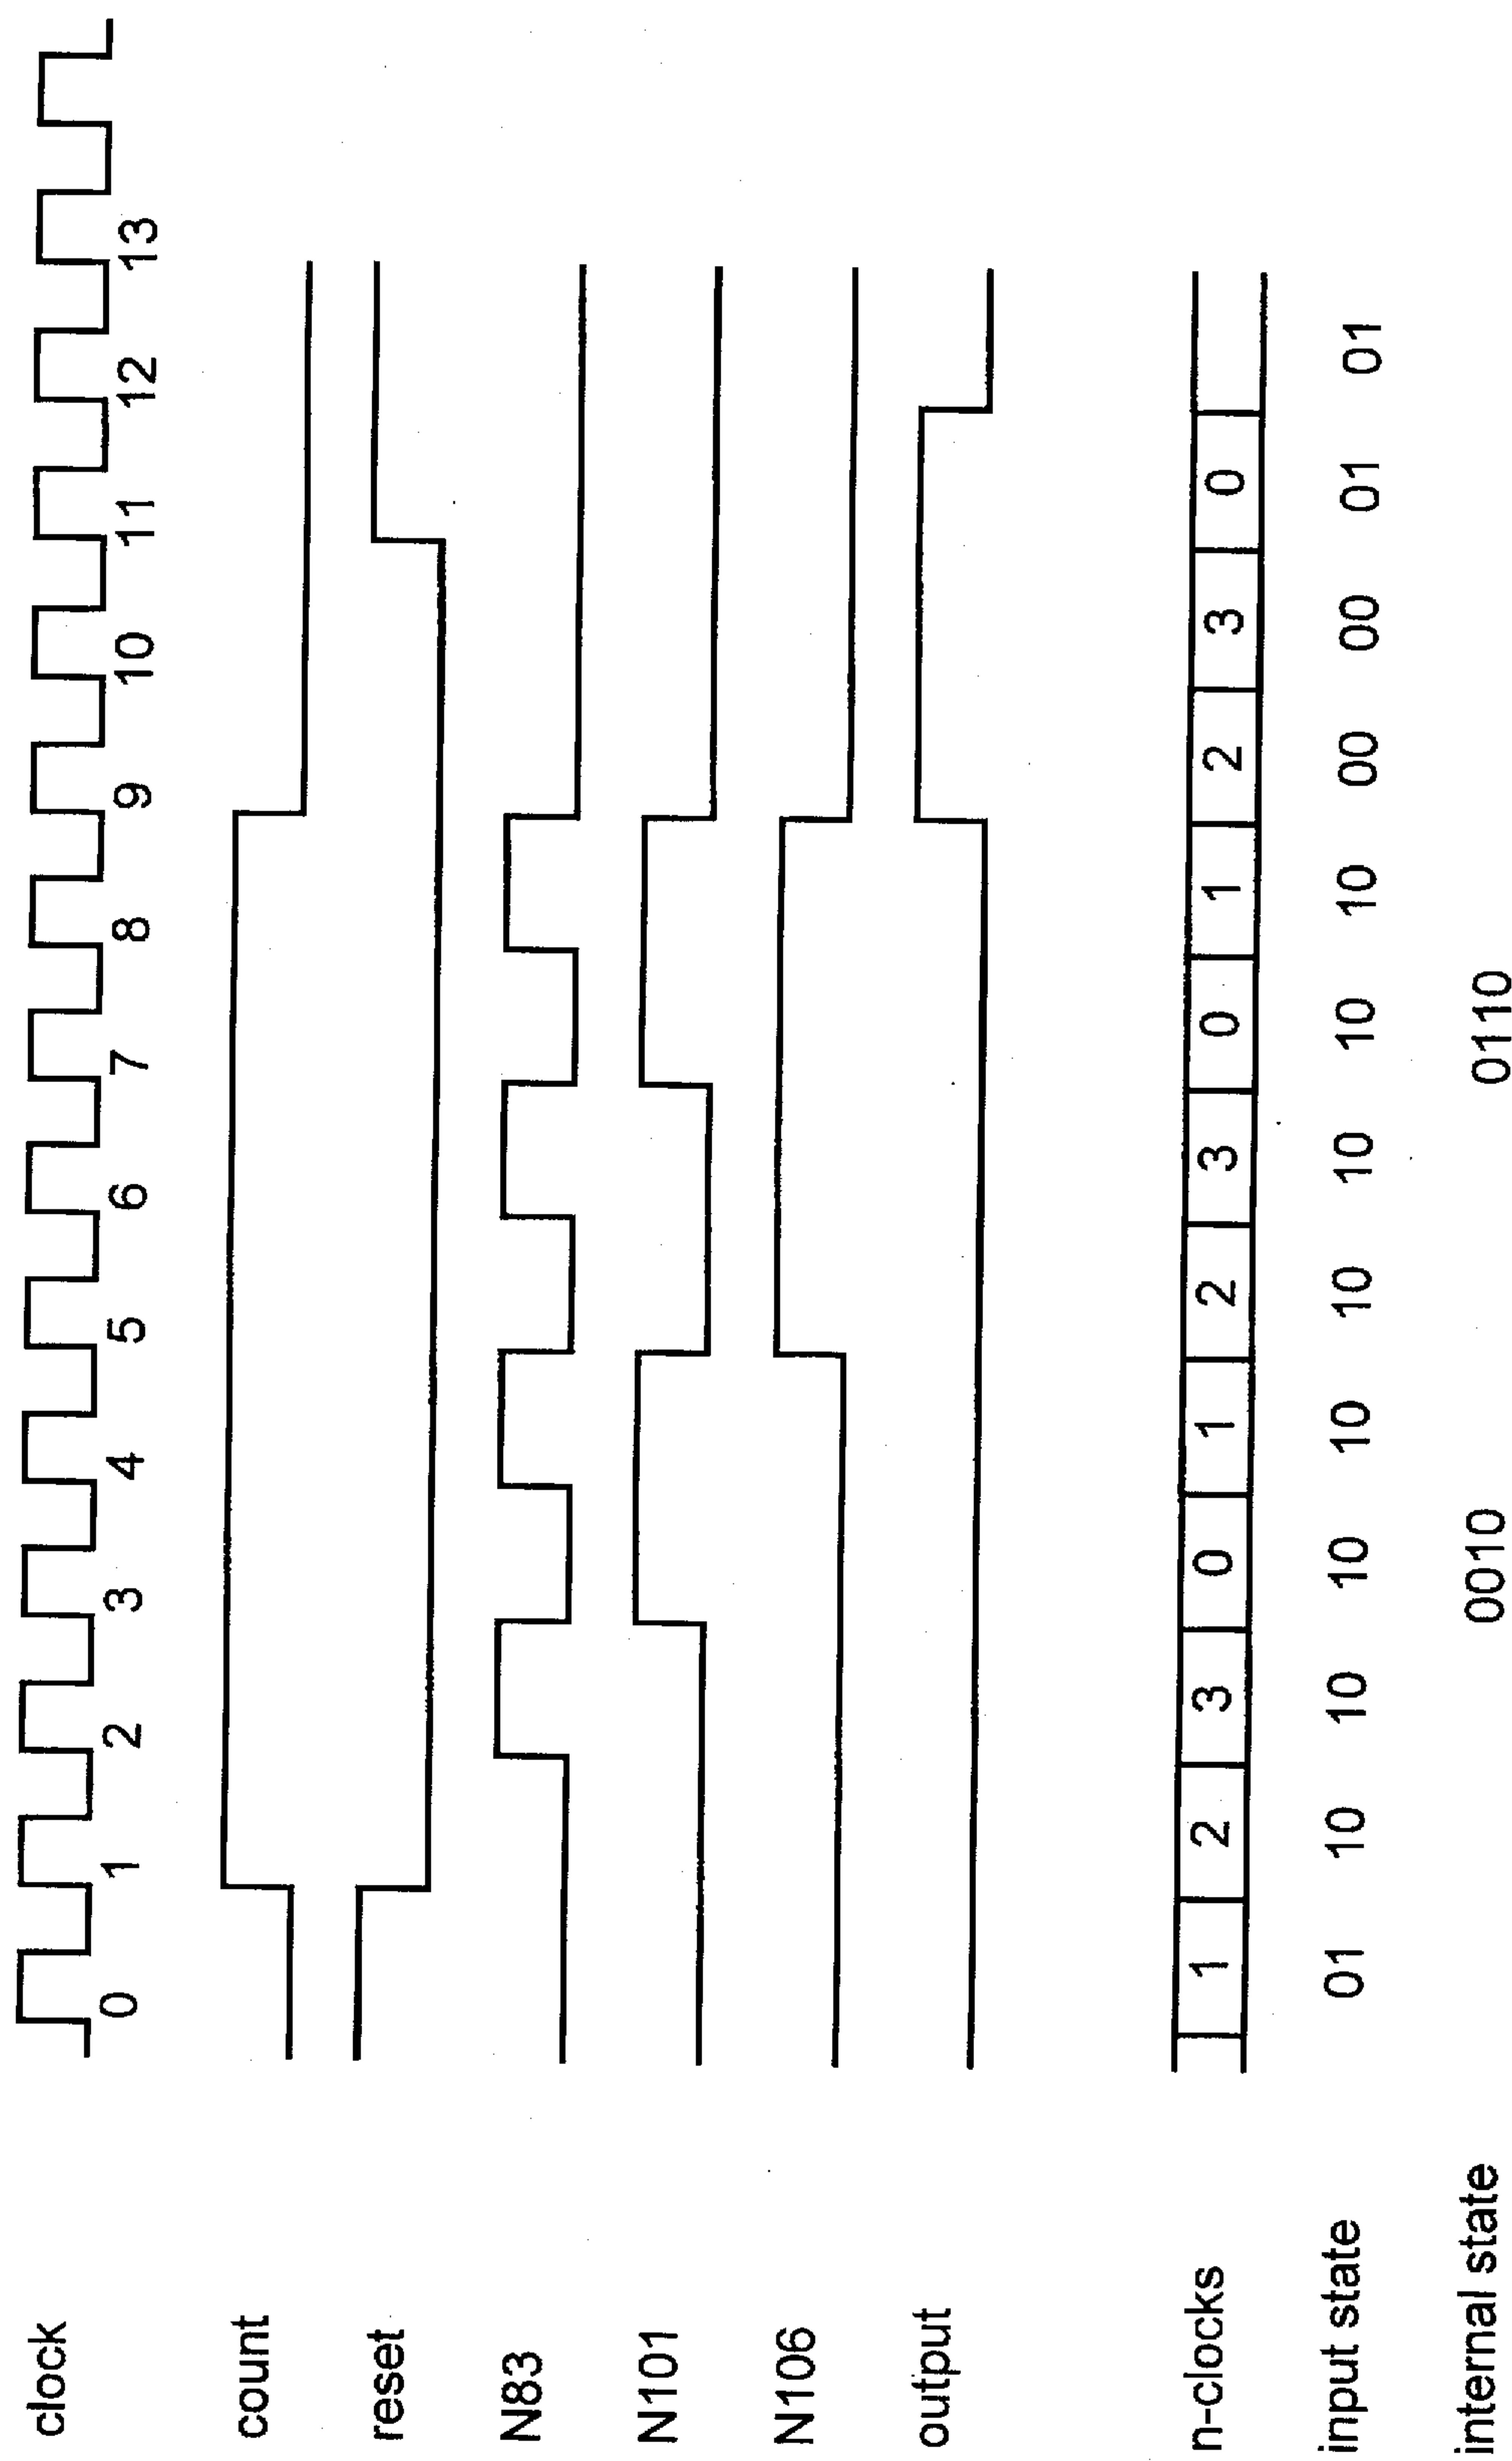 clock
0 1 2 3 4 5 6 7 8 9 10 11 12 13
count
reset
N83
N101
N106
output
n-clocks 1 2 3 0 1 2 3 0 1 2 3 0
input state 01 10 10 10 10 10 10 10 10 00 00 01 01
internal state 0010 0110